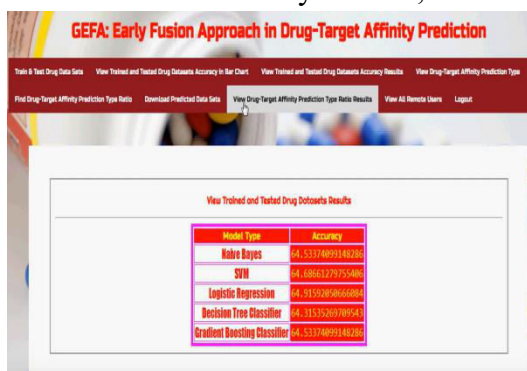 GEFA: Early Fusion Approach in Drug-Target Affinity Prediction
Train & Test Drug Data Sets View Trained and Tested Drug Datasets Accuracy in Bar Chart View Trained and Tested Drug Datasets Accuracy Results View Drug-Target Affinity Prediction Type
Find Drug-Target Affinity Prediction Type Ratio Download Predicted Data Sets View Drug-Target Affinity Prediction Type Ratio Results View All Remote Users Logout
View Trained and Tested Drug Datasets Results
Model Type Accuracy
Naive Bayes 64.53374099148286
SVM 64.68661279755406
Logistic Regression 64.91592050666084
Decision Tree Classifier 64.31535269709543
Gradient Boosting Classifier 64.53374099148286